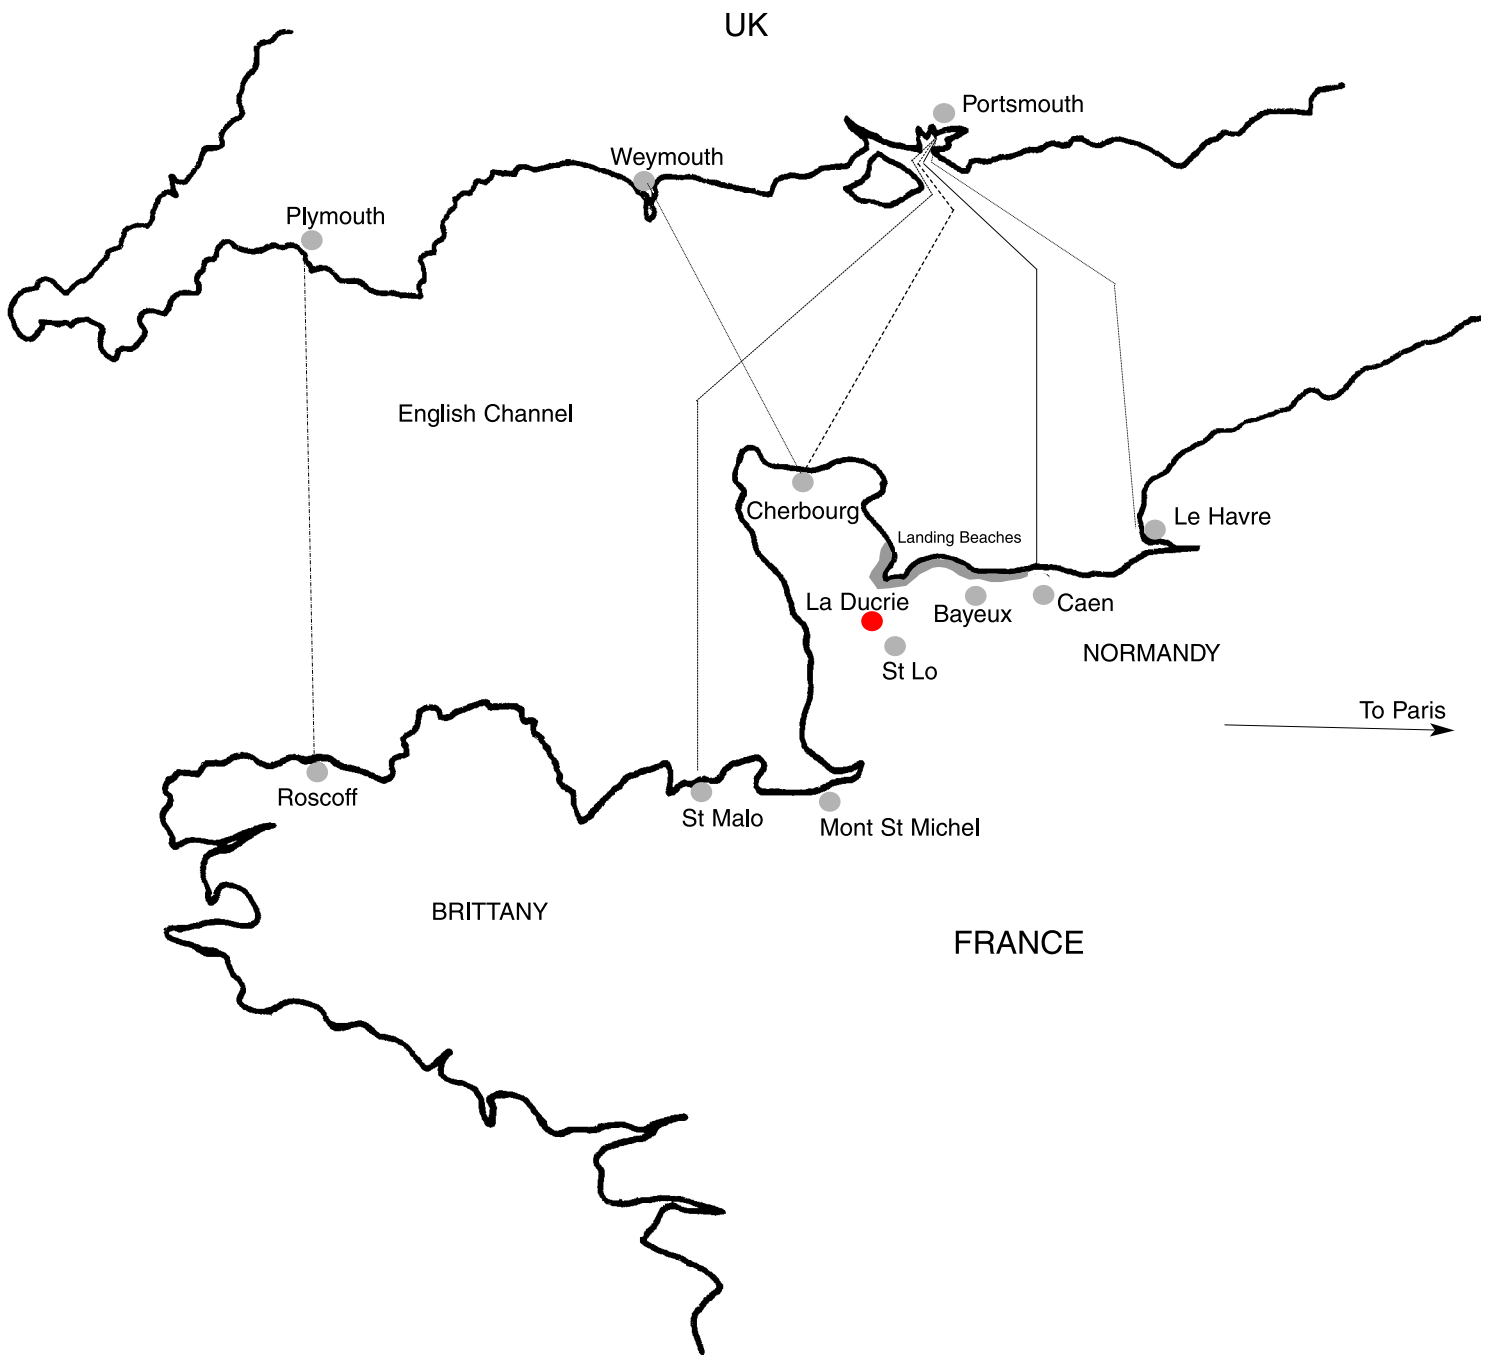 UK
Portsmouth
Weymouth
Plymouth
English Channel
Cherbourg
Le Havre
Landing Beaches
La Ducrie
Bayeux
Caen
St Lo
NORMANDY
To Paris
Roscoff
St Malo
Mont St Michel
BRITTANY
FRANCE